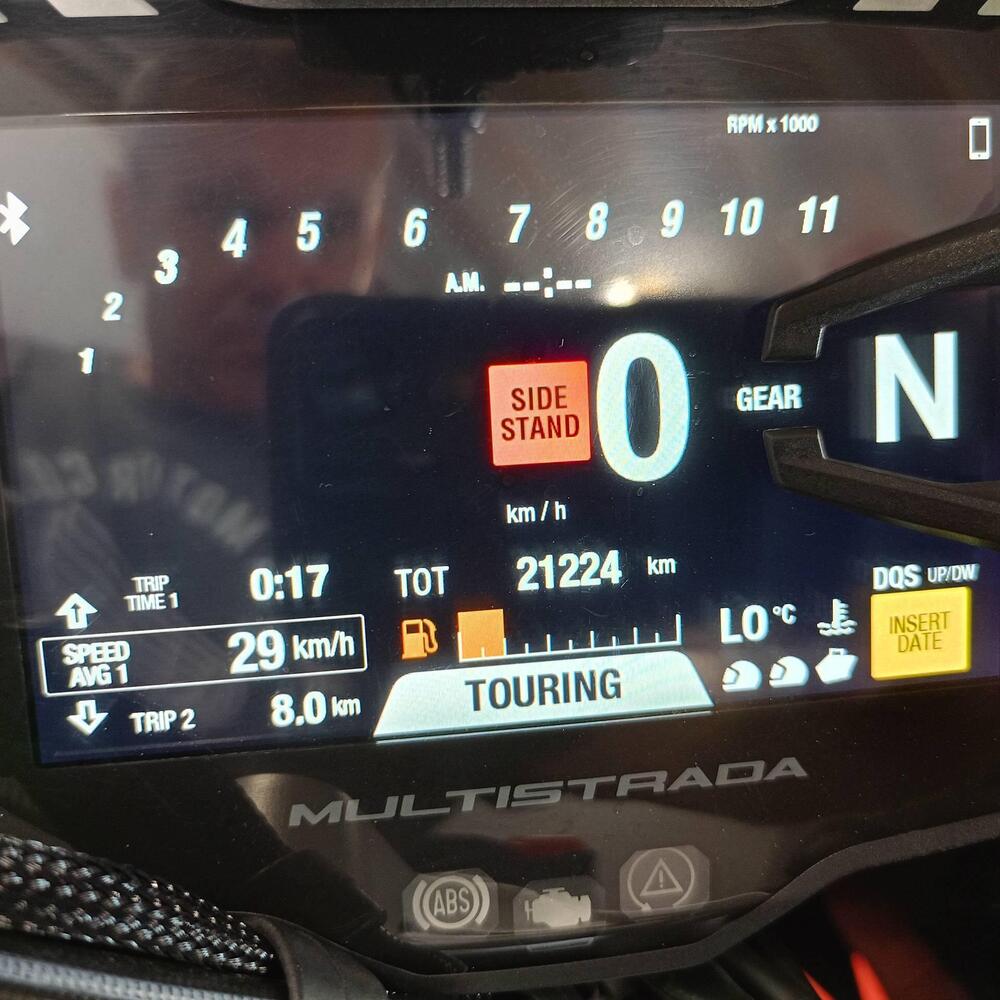 RPM x 1000
1 2 3 4 5 6 7 8 9 10 11
A.M. --:--
SIDE
STAND
0
GEAR
N
km / h
TRIP
TIME 1
0:17
TOT 21224 km
DQS UP/DW
SPEED
AVG 1
29 km/h
LO °C
INSERT
DATE
TRIP 2 8.0 km
TOURING
MULTISTRADA
ABS
MOTOR CO.